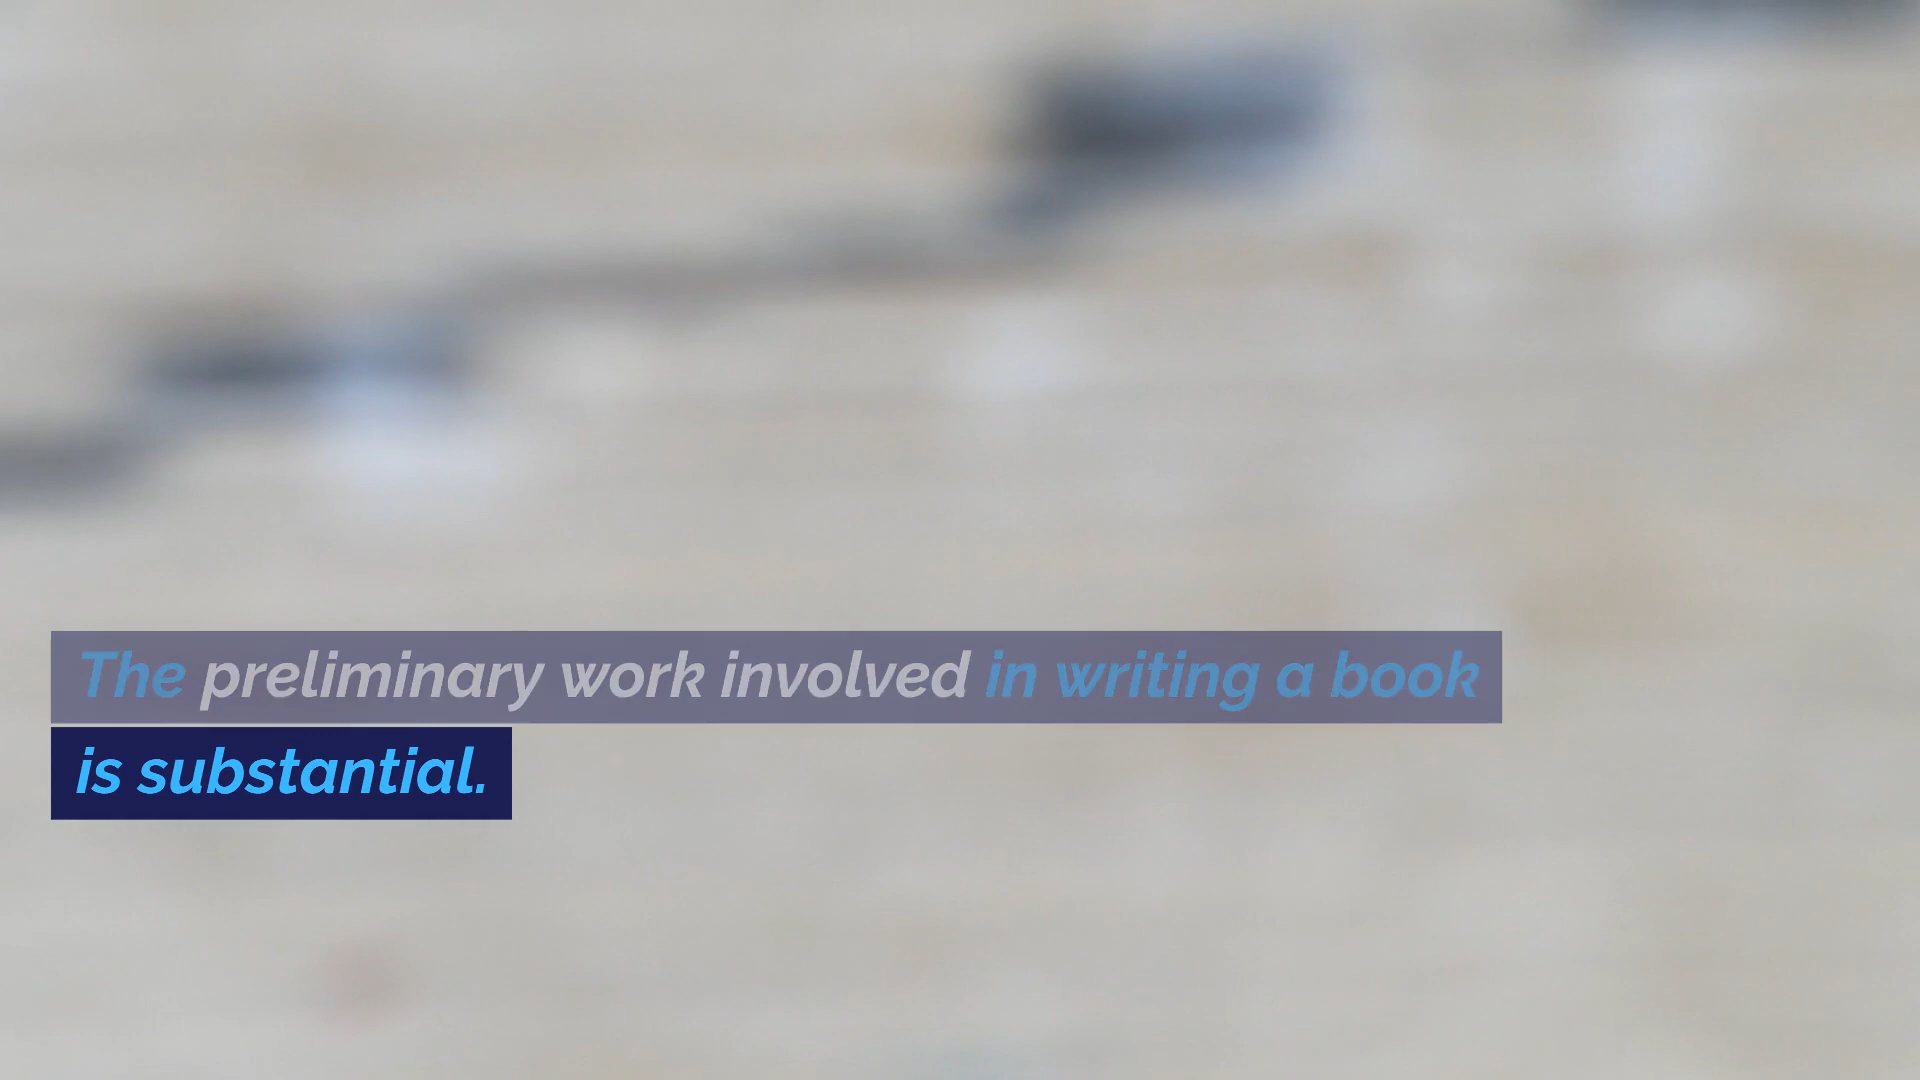 The preliminary work involved in writing a book
is substantial.